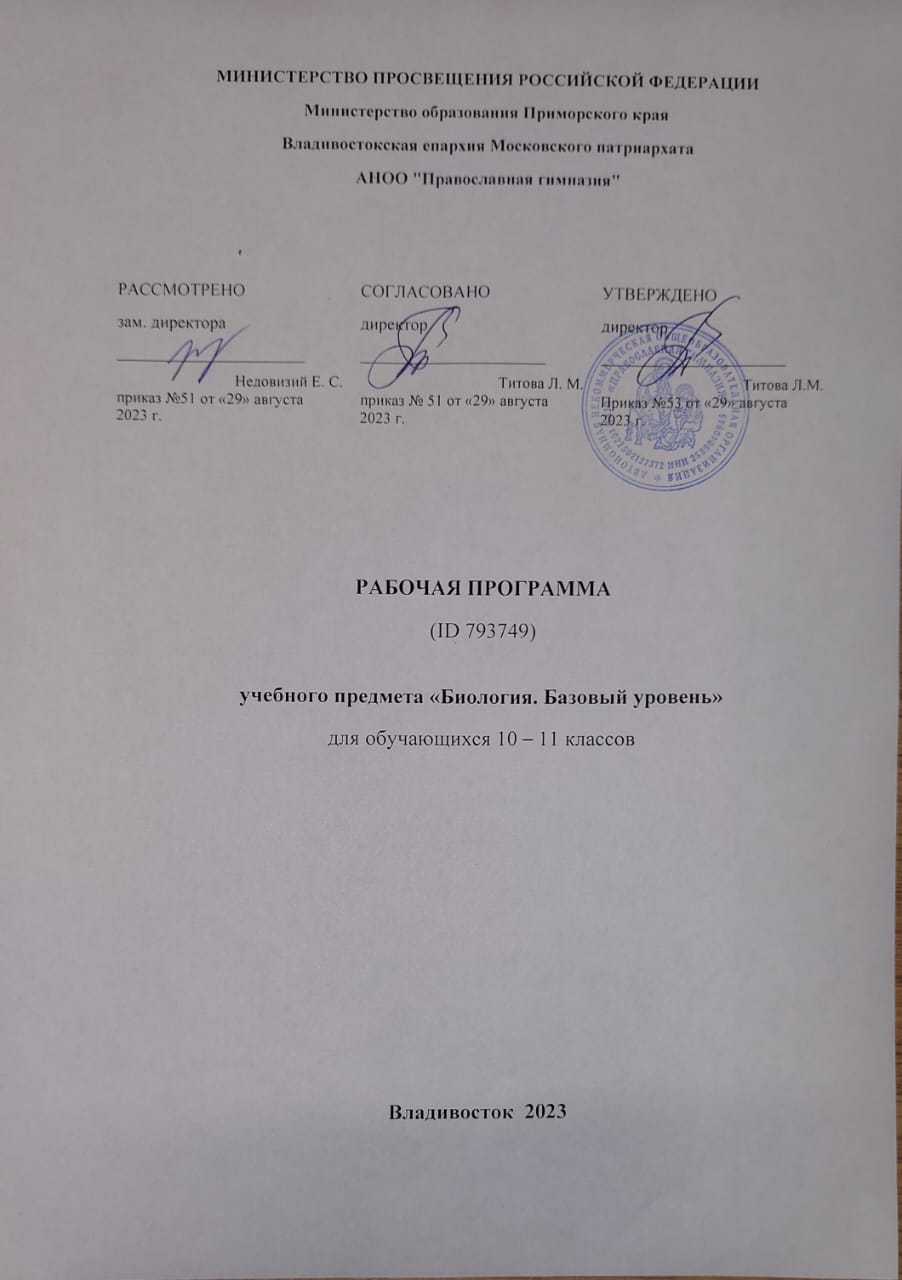 МИНИСТЕРСТВО ПРОСВЕЩЕНИЯ РОССИЙСКОЙ ФЕДЕРАЦИИ
Министерство образования Приморского края
Владивостокская епархия Московского патриархата
АНОО "Православная гимназия"
РАССМОТРЕНО
зам. директора
Недовизий Е. С.
приказ №51 от «29» августа
2023 г.
СОГЛАСОВАНО
директор
Титова Л. М.
приказ № 51 от «29» августа
2023 г.
УТВЕРЖДЕНО
директор
Титова Л.М.
Приказ №53 от «29» августа
2023 г.
РАБОЧАЯ ПРОГРАММА
(ID 793749)
учебного предмета «Биология. Базовый уровень»
для обучающихся 10 – 11 классов
Владивосток 2023